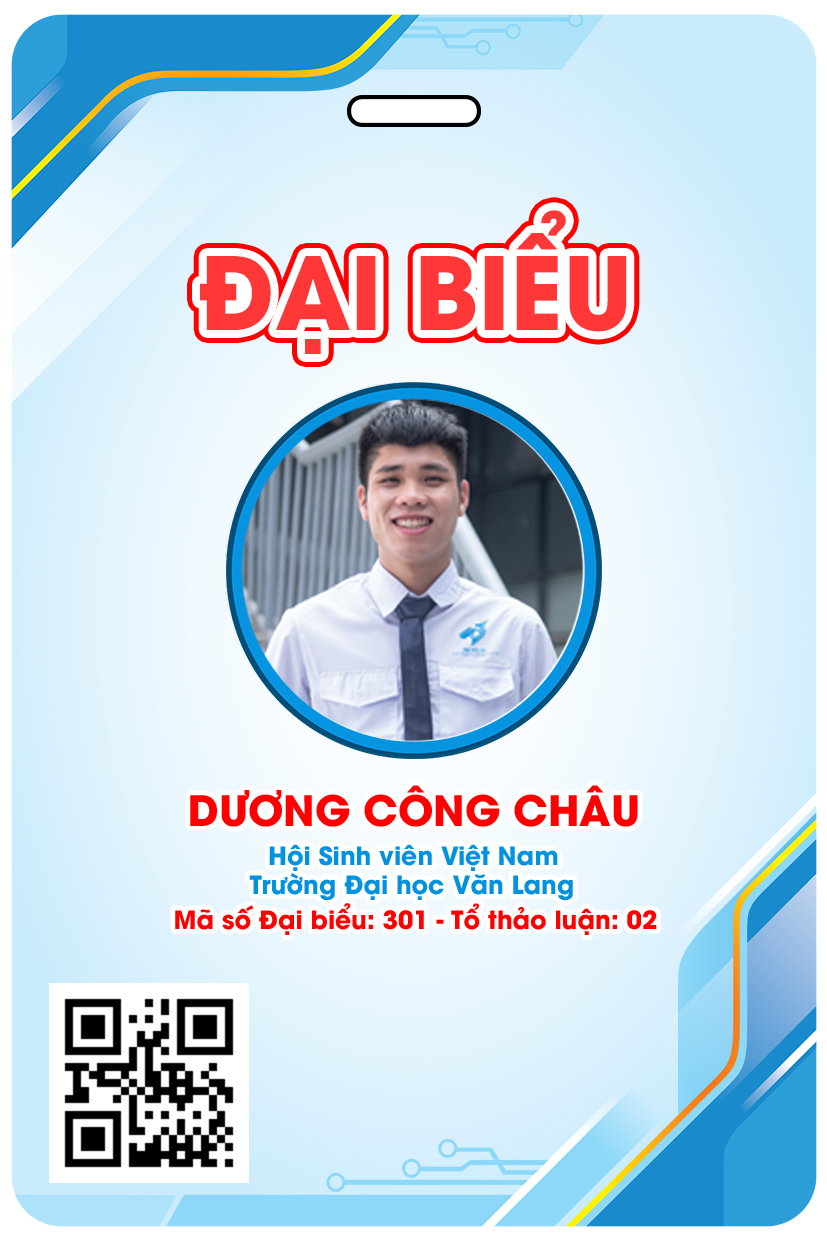 ĐẠI BIỂU
DƯƠNG CÔNG CHÂU
Hội Sinh viên Việt Nam
Trường Đại học Văn Lang
Mã số Đại biểu: 301 - Tổ thảo luận: 02